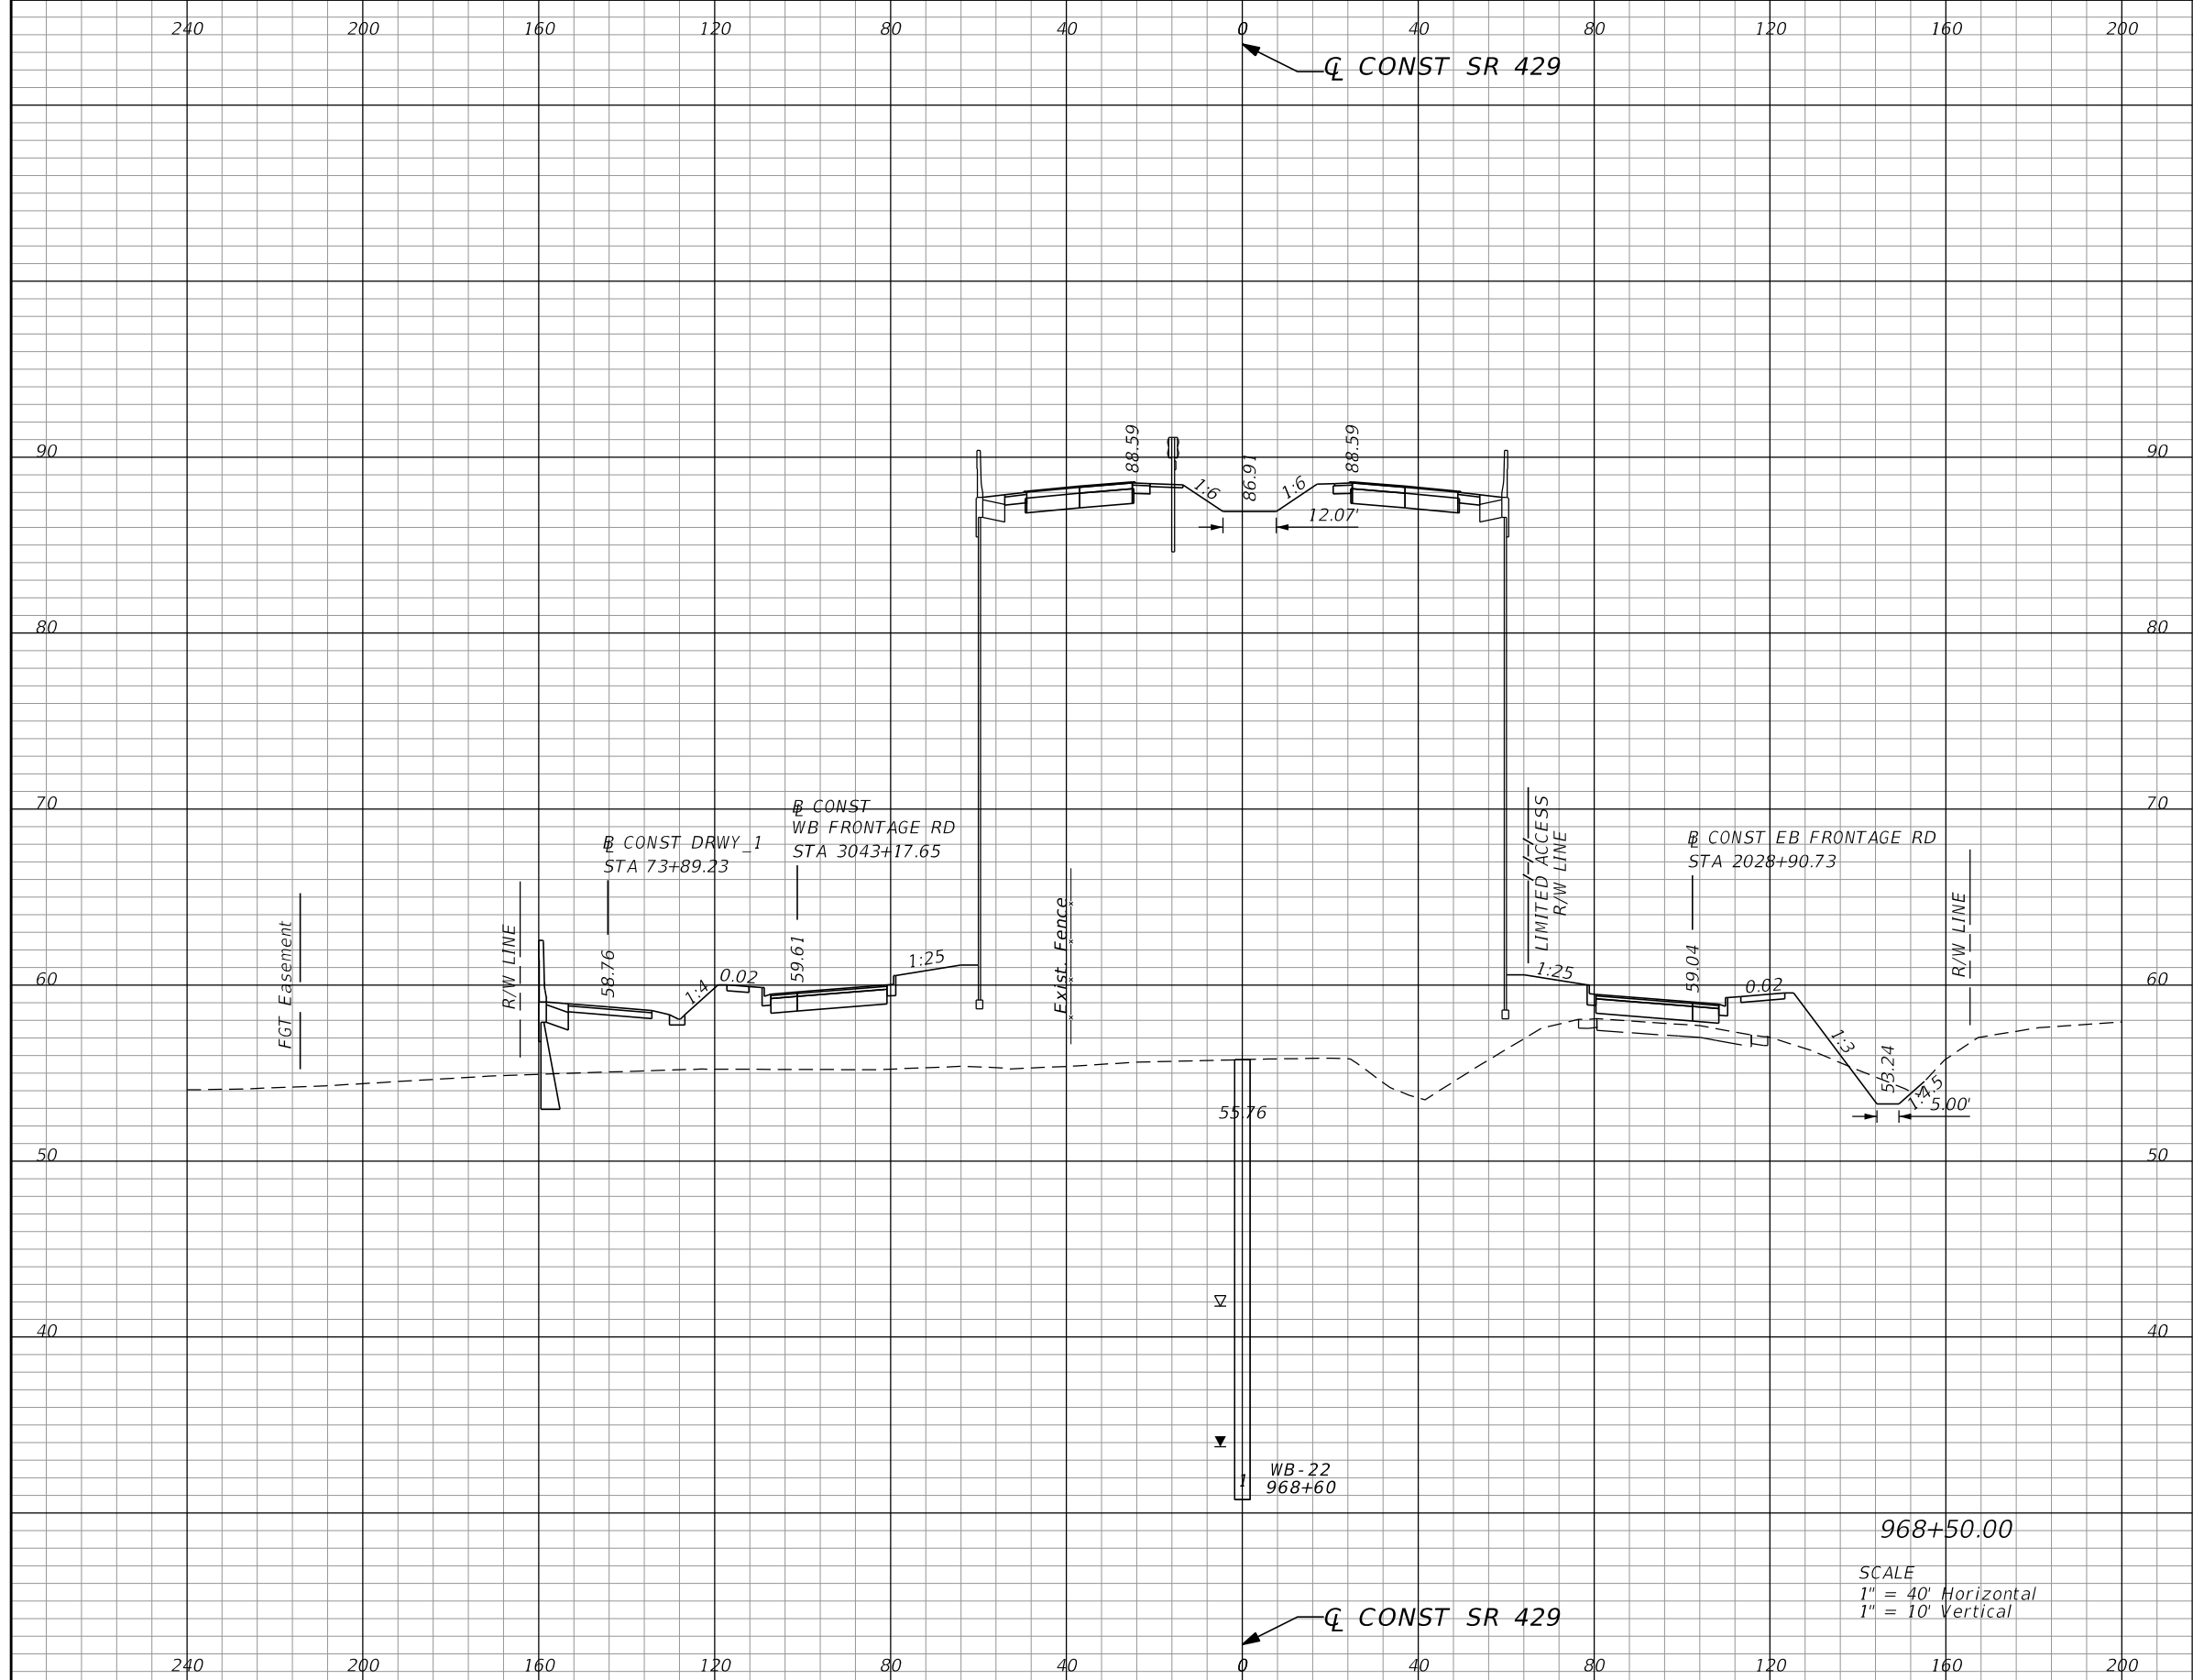 240 200 160 120 80 40 0 40 80 120 160 200
℄ CONST SR 429
90 90
88.59
86.91
88.59
1:6
1:6
12.07'
80 80
70 70
℄ CONST DRWY_1
STA 73+89.23
B̵L CONST
WB FRONTAGE RD
STA 3043+17.65
LIMITED ACCESS
R/W LINE
B̵L CONST EB FRONTAGE RD
STA 2028+90.73
FGT Easement
R/W LINE
58.76
1:4
0.02
59.61
1:25
Exist. Fence
1:25
59.04
0.02
R/W LINE
60 60
1:3
53.24
1:4.5
5.00'
55.76
50 50
40 40
1
WB-22
968+60
968+50.00
SCALE
1" = 40' Horizontal
1" = 10' Vertical
℄ CONST SR 429
240 200 160 120 80 40 0 40 80 120 160 200